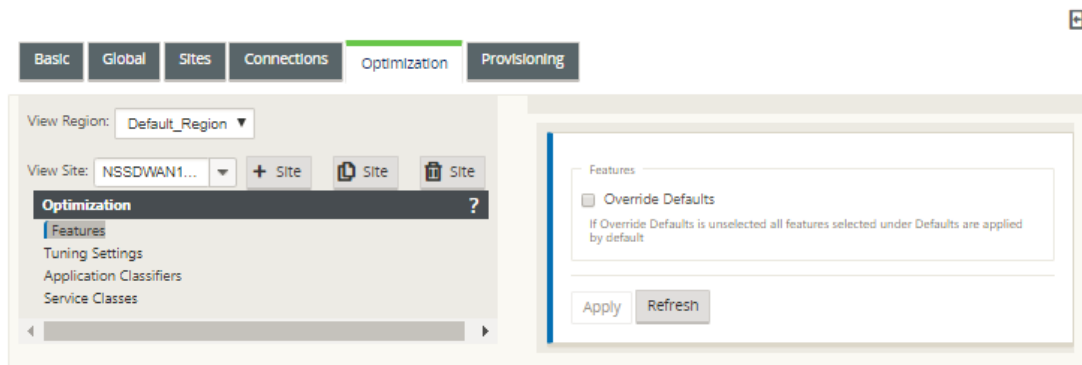 Basic Global Sites Connections Optimization Provisioning
View Region: Default_Region
View Site: NSSDWAN1... + Site Site Site
Optimization ?
Features
Tuning Settings
Application Classifiers
Service Classes
Features
Override Defaults
If Override Defaults is unselected all features selected under Defaults are applied
by default
Apply Refresh